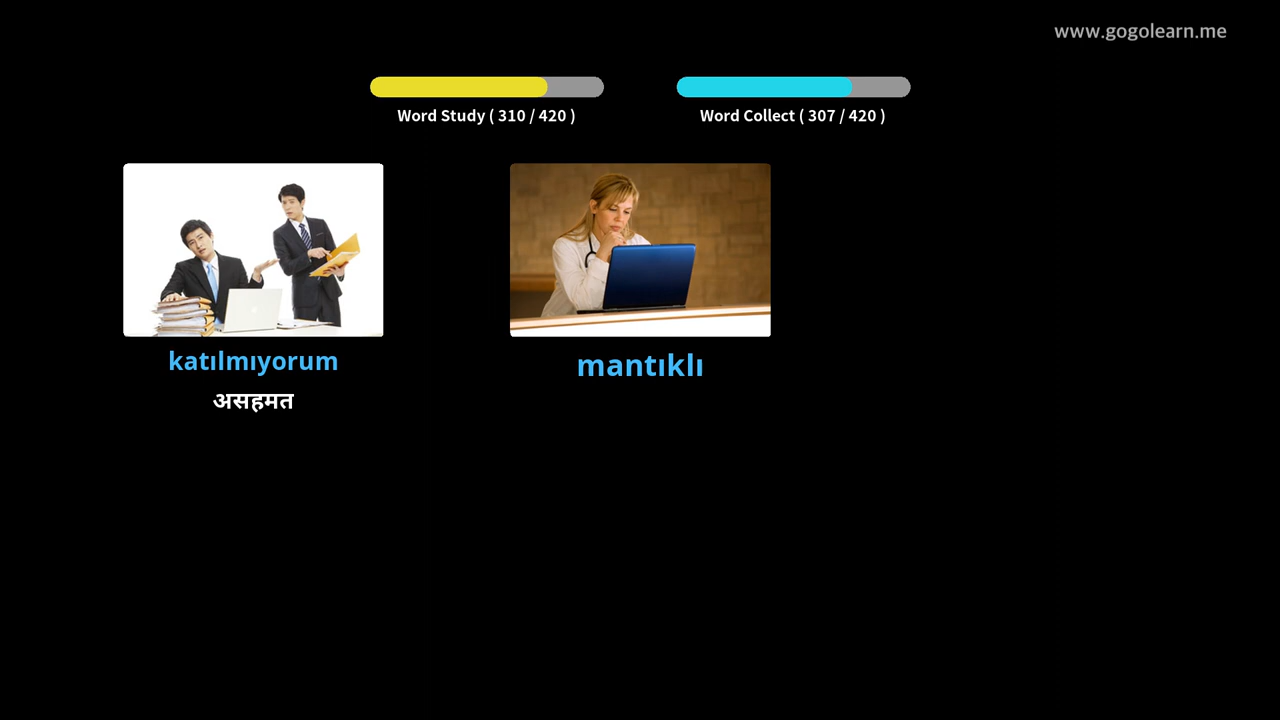 www.gogolearn.me
Word Study ( 310 / 420 )
Word Collect ( 307 / 420 )
katılmıyorum
असहमत
mantıklı